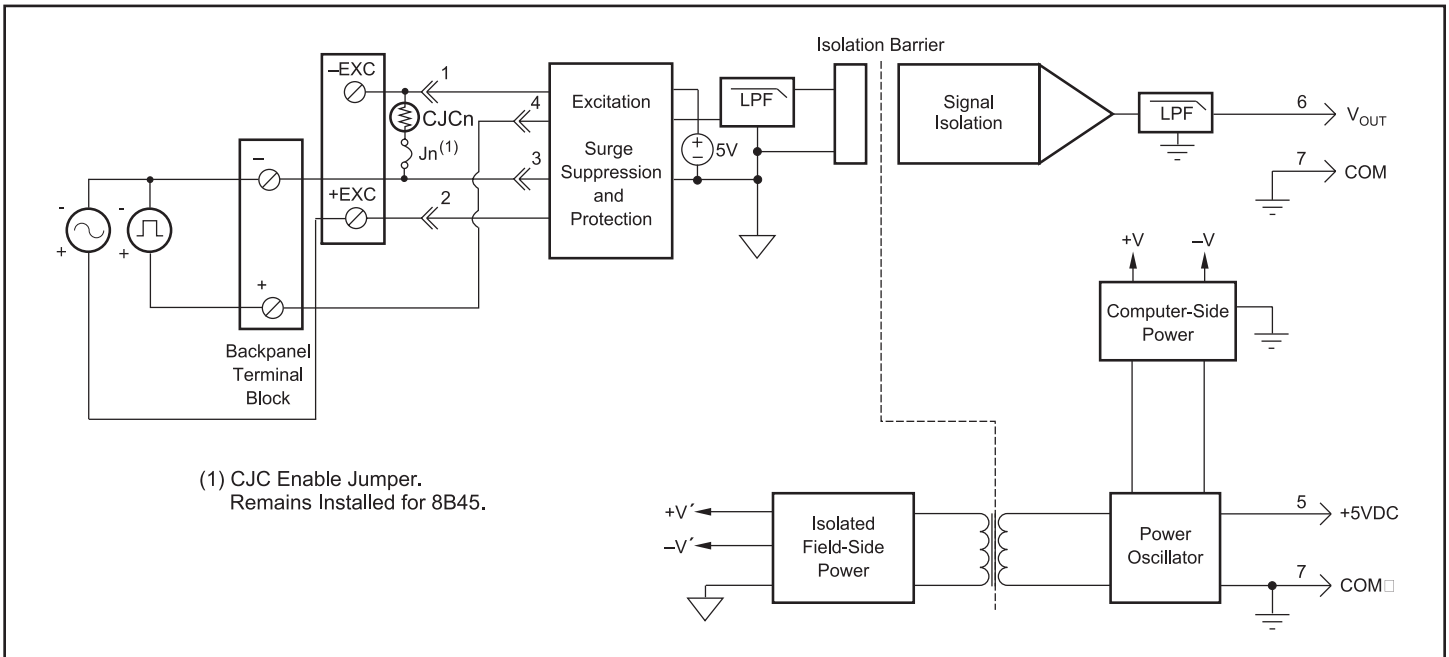 Isolation Barrier
–EXC
1
CJCn
Jn(1)
4
3
+EXC
2
Excitation
Surge
Suppression
and
Protection
+
–
5V
LPF
Signal
Isolation
LPF
6
VOUT
7
COM
–
+
Backpanel
Terminal
Block
-
+
-
+
+V
–V
Computer-Side
Power
(1) CJC Enable Jumper.
Remains Installed for 8B45.
+V´
–V´
Isolated
Field-Side
Power
Power
Oscillator
5
+5VDC
7
COM□